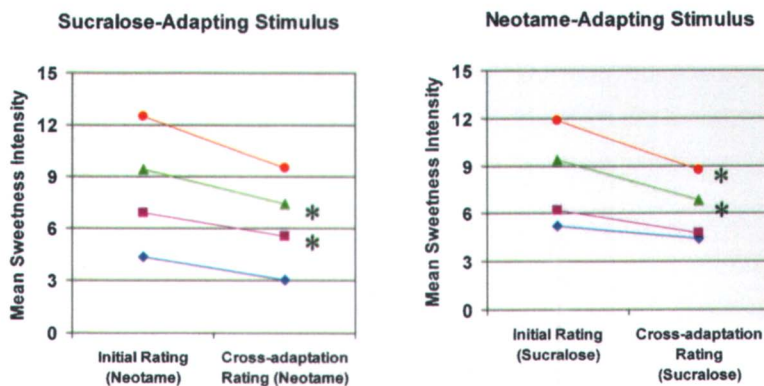 Sucralose-Adapting Stimulus
Mean Sweetness Intensity
15
12
9
6
3
0
*
*
Initial Rating
(Neotame)
Cross-adaptation
Rating (Neotame)
Neotame-Adapting Stimulus
Mean Sweetness Intensity
15
12
9
6
3
0
*
*
Initial Rating
(Sucralose)
Cross-adaptation
Rating
(Sucralose)